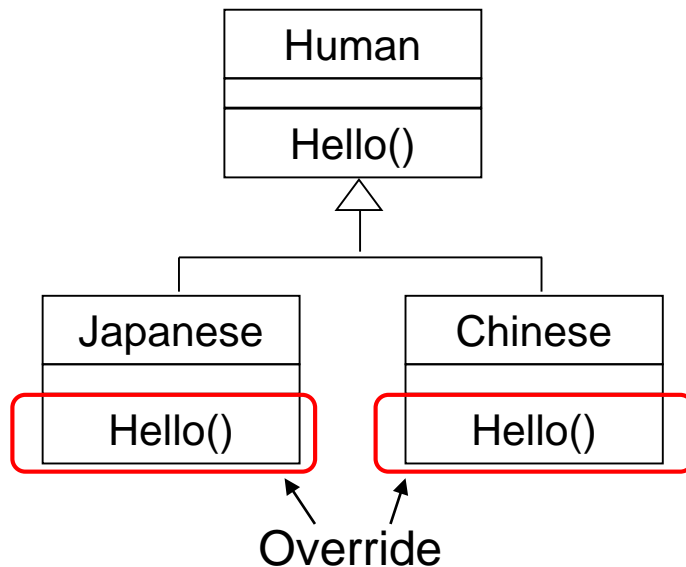 Human
Hello()
Japanese
Chinese
Hello()
Hello()
Override